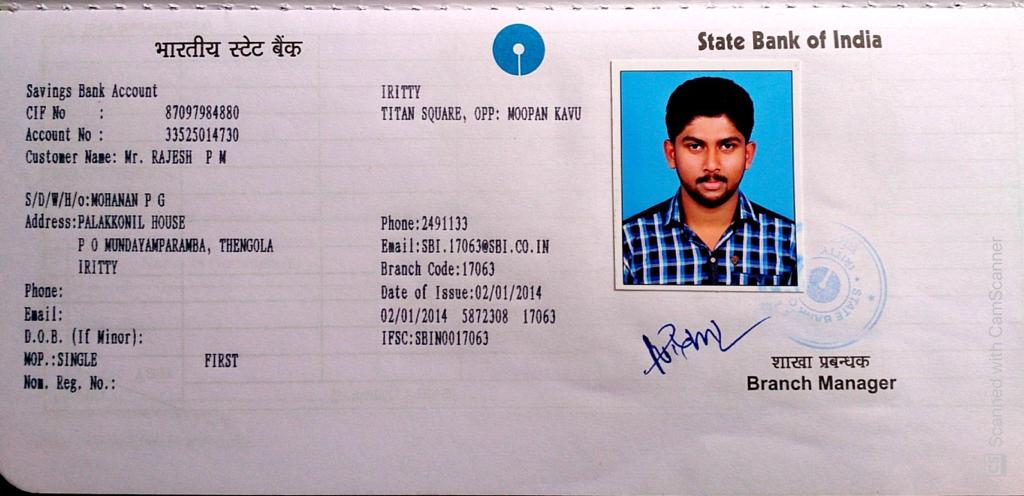 भारतीय स्टेट बैंक
State Bank of India
Savings Bank Account
CIF No : 87097984880
Account No : 33525014730
Customer Name: Mr. RAJESH P M
S/D/W/H/o:MOHANAN P G
Address:PALAKKONIL HOUSE
P O MUNDAYAMPARAMBA, THENGOLA
IRITTY
Phone:
Email:
D.O.B. (If Minor):
MOP.:SINGLE FIRST
Nom. Reg. No.:
IRITTY
TITAN SQUARE, OPP: MOOPAN KAVU
Phone:2491133
Email:SBI.17063@SBI.CO.IN
Branch Code:17063
Date of Issue:02/01/2014
02/01/2014 5872308 17063
IFSC:SBIN0017063
STATE BANK
IRITTY
शाखा प्रबन्धक
Branch Manager
CS Scanned with CamScanner